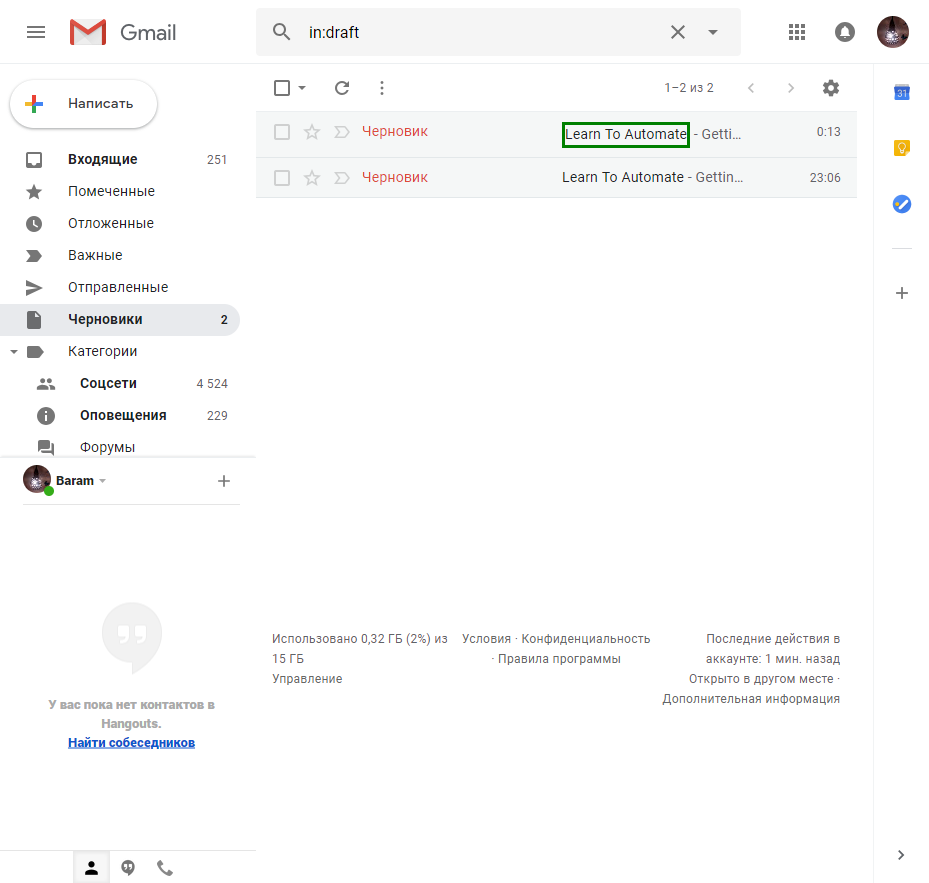 Gmail
in:draft
Написать
1–2 из 2
Черновик Learn To Automate - Getti... 0:13
Черновик Learn To Automate - Gettin... 23:06
Входящие 251
Помеченные
Отложенные
Важные
Отправленные
Черновики 2
Категории
Соцсети 4 524
Оповещения 229
Форумы
Baram
У вас пока нет контактов в
Hangouts.
Найти собеседников
Использовано 0,32 ГБ (2%) из
15 ГБ
Управление
Условия · Конфиденциальность
· Правила программы
Последние действия в
аккаунте: 1 мин. назад
Открыто в другом месте ·
Дополнительная информация
31